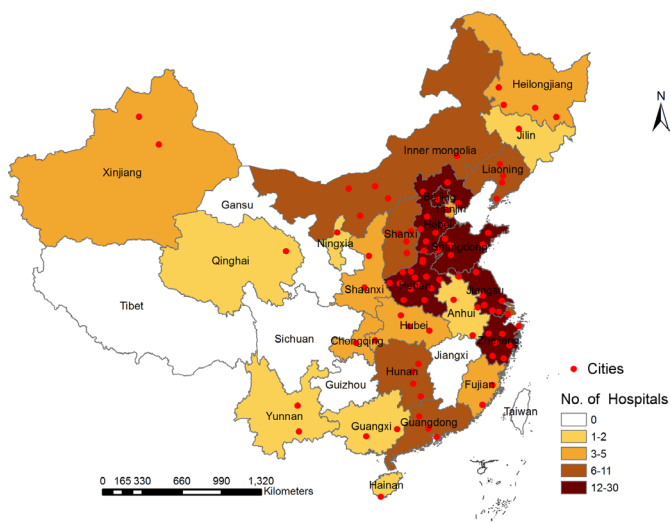 N
Heilongjiang
Jilin
Xinjiang
Inner mongolia
Liaoning
Gansu
Beijing
Tianjin
Hebei
Ningxia
Shanxi
Shangdong
Qinghai
Shaanxi
Henan
Jiangsu
Tibet
Anhui
Hubei
Sichuan
Chongqing
Zhejiang
Jiangxi
Hunan
Guizhou
Fujian
Taiwan
Yunnan
Guangxi
Guangdong
Hainan
Cities
No. of Hospitals
0
1-2
3-5
6-11
12-30
0 165 330 660 990 1,320
Kilometers